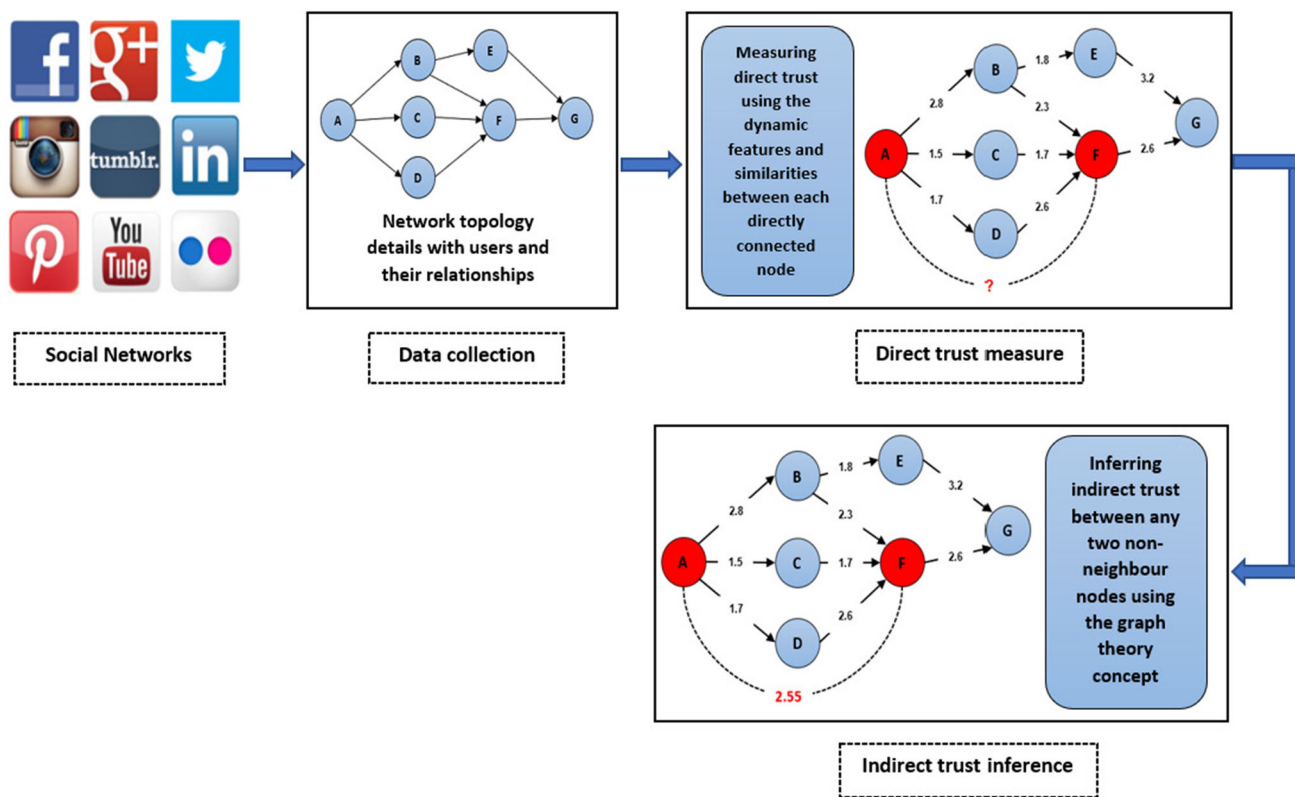 f
g+
tumblr.
in
P
You
Tube
Social Networks
A
B
C
D
E
F
G
Network topology
details with users and
their relationships
Data collection
Measuring
direct trust
using the
dynamic
features and
similarities
between each
directly
connected
node
A
B
C
D
E
F
G
2.8
1.5
1.7
1.8
2.3
1.7
2.6
3.2
2.6
?
Direct trust measure
A
B
C
D
E
F
G
2.8
1.5
1.7
1.8
2.3
1.7
2.6
3.2
2.6
2.55
Inferring
indirect trust
between any
two non-
neighbour
nodes using
the graph
theory
concept
Indirect trust inference